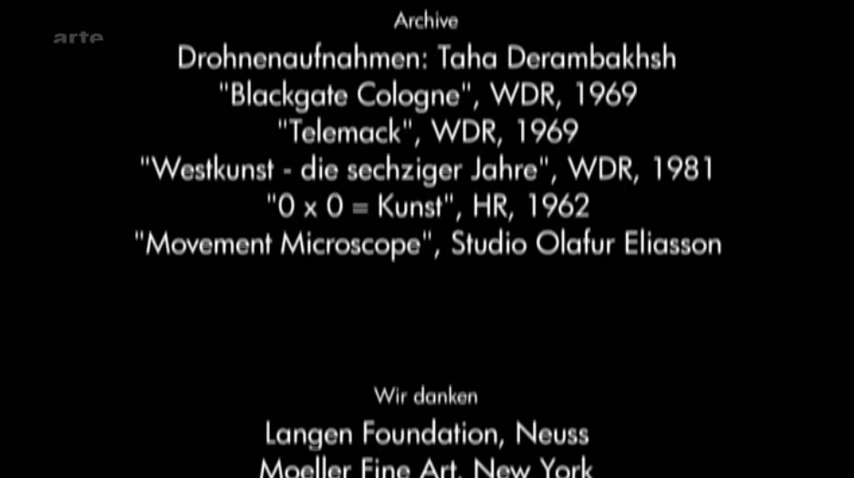 arte
Archive
Drohnenaufnahmen: Taha Derambakhsh
"Blackgate Cologne", WDR, 1969
"Telemack", WDR, 1969
"Westkunst - die sechziger Jahre", WDR, 1981
"0 x 0 = Kunst", HR, 1962
"Movement Microscope", Studio Olafur Eliasson
Wir danken
Langen Foundation, Neuss
Moeller Fine Art, New York